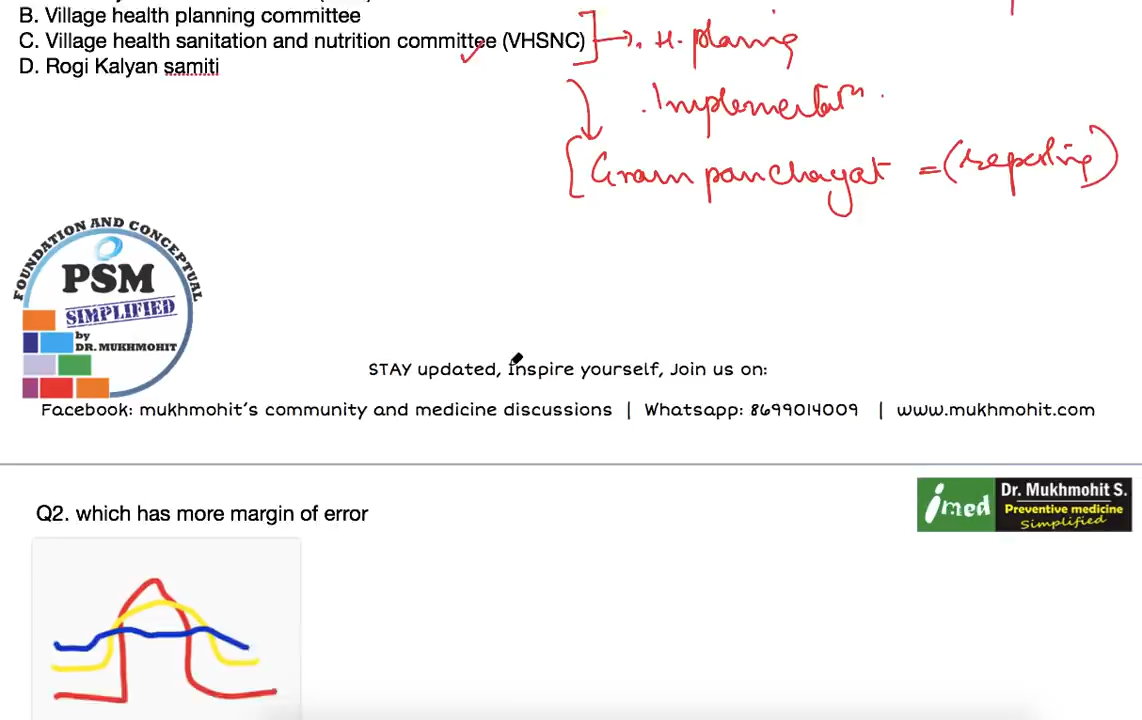 B. Village health planning committee
C. Village health sanitation and nutrition committee (VHSNC)
D. Rogi Kalyan samiti
H. planing
Implementatn
Gram panchayat = (reporting)
FOUNDATION AND CONCEPTUAL
PSM
SIMPLIFIED
by
DR. MUKHMOHIT
STAY updated, Inspire yourself, Join us on:
Facebook: mukhmohit's community and medicine discussions | Whatsapp: 8699014009 | www.mukhmohit.com
Q2. which has more margin of error
imed
Dr. Mukhmohit S.
Preventive medicine
Simplified